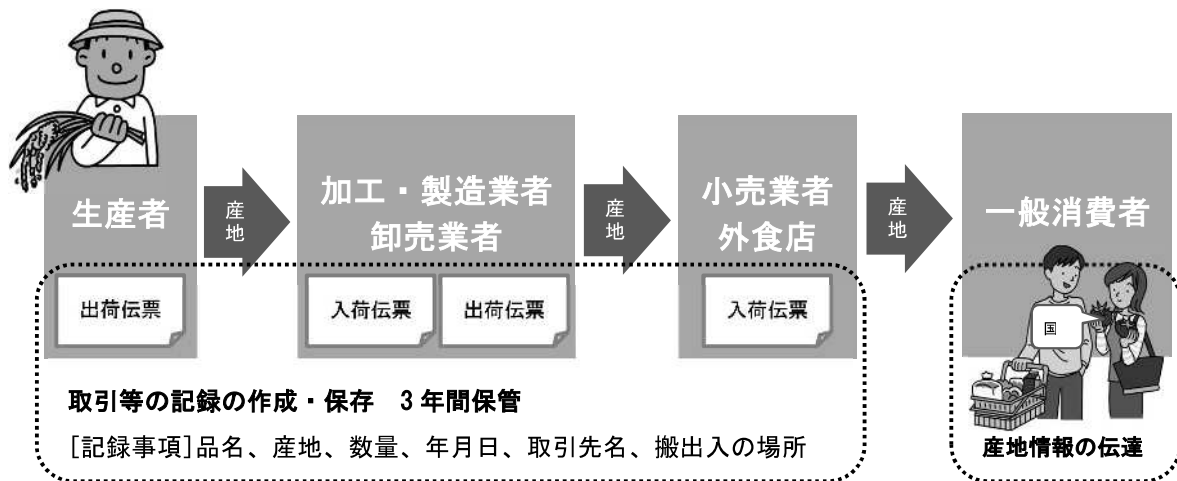 生産者
産地
加工・製造業者
卸売業者
産地
小売業者
外食店
産地
一般消費者
出荷伝票
入荷伝票
出荷伝票
入荷伝票
国
取引等の記録の作成・保存 3年間保管
[記録事項]品名、産地、数量、年月日、取引先名、搬出入の場所
産地情報の伝達